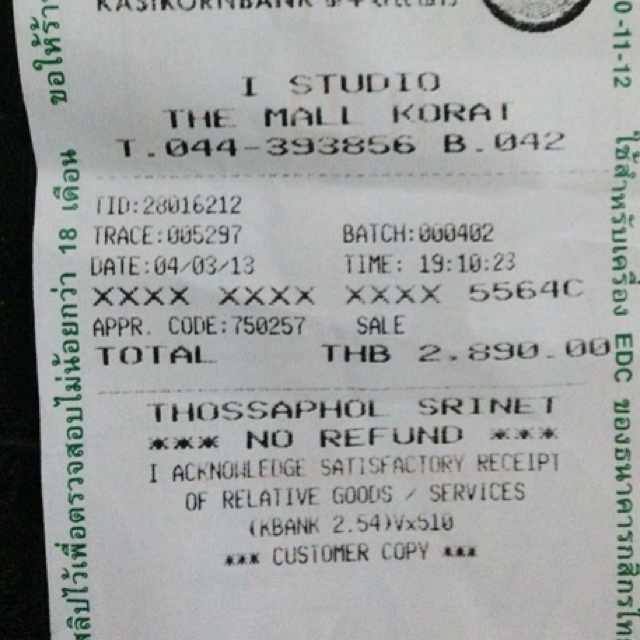 KASIKORNBANK
I STUDIO
THE MALL KORAT
T.044-393856 B.042
TID:28016212
TRACE:005297 BATCH:000402
DATE:04/03/13 TIME: 19:10:23
XXXX XXXX XXXX 5564C
APPR. CODE:750257 SALE
TOTAL THB 2,890.00
THOSSAPHOL SRINET
*** NO REFUND ***
I ACKNOWLEDGE SATISFACTORY RECEIPT
OF RELATIVE GOODS / SERVICES
(KBANK 2.54)Vx510
*** CUSTOMER COPY ***
สลิปไว้เพื่อตรวจสอบไม่น้อยกว่า 18 เดือน ขอให้ร้า
0-11-12 ใช้สำหรับเครื่อง EDC ของธนาคารกสิกรไท